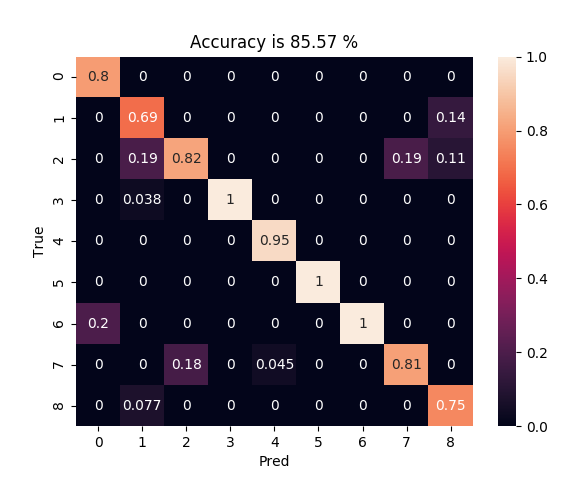 Accuracy is 85.57 %
0 0.8 0 0 0 0 0 0 0 0
1 0 0.69 0 0 0 0 0 0 0.14
2 0 0.19 0.82 0 0 0 0 0.19 0.11
3 0 0.038 0 1 0 0 0 0 0
4 0 0 0 0 0.95 0 0 0 0
5 0 0 0 0 0 1 0 0 0
6 0.2 0 0 0 0 0 1 0 0
7 0 0 0.18 0 0.045 0 0 0.81 0
8 0 0.077 0 0 0 0 0 0 0.75
0 1 2 3 4 5 6 7 8
Pred
True
1.0
0.8
0.6
0.4
0.2
0.0